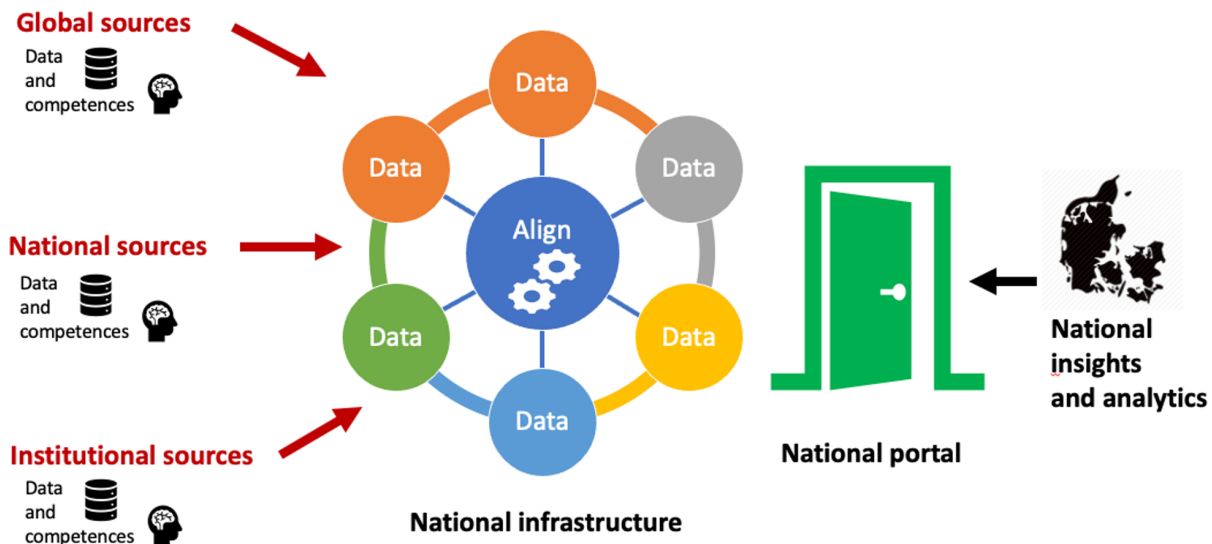 Global sources
Data
and
competences
National sources
Data
and
competences
Institutional sources
Data
and
competences
Data
Data
Data
Align
Data
Data
Data
National infrastructure
National portal
National
insights
and analytics